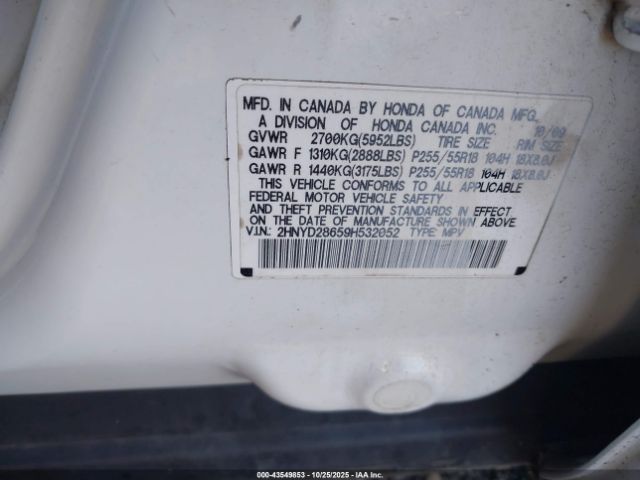 MFD. IN CANADA BY HONDA OF CANADA MFG.
A DIVISION OF HONDA CANADA INC. 10/09
GVWR 2700KG(5952LBS) TIRE SIZE RIM SIZE
GAWR F 1310KG(2888LBS) P255/55R18 104H 18X8.0J
GAWR R 1440KG(3175LBS) P255/55R18 104H 18X8.0J
THIS VEHICLE CONFORMS TO ALL APPLICABLE
FEDERAL MOTOR VEHICLE SAFETY
AND THEFT PREVENTION STANDARDS IN EFFECT
ON THE DATE OF MANUFACTURE SHOWN ABOVE.
V.I.N.: 2HNYD28659H532052 TYPE: MPV
000-43549853 | 10/25/2025 | IAA Inc.